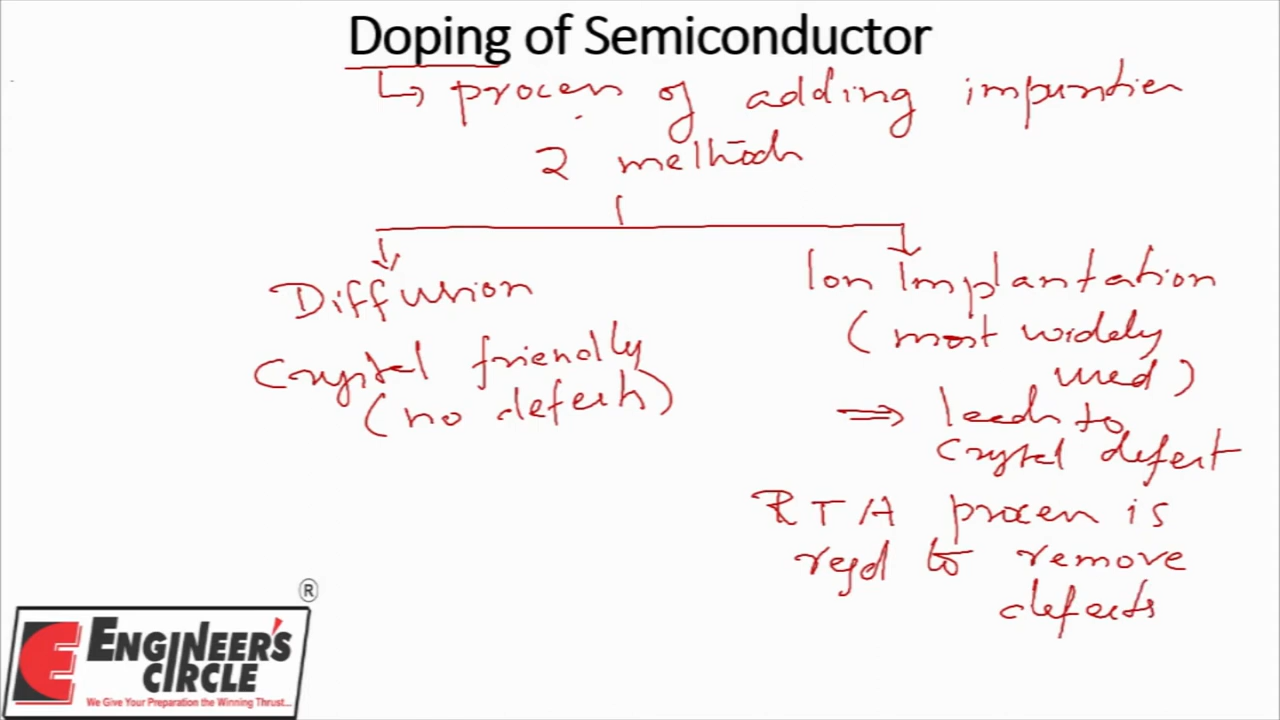 Doping of Semiconductor
↳ process of adding impurities
2 methods
Diffusion
Crystal friendly
(no defects)
Ion Implantation
(most widely
used)
⇒ leads to
crystal defect
RTA process is
reqd to remove
defects
®
ENGINEER'S
CIRCLE
We Give Your Preparation the Winning Thrust...